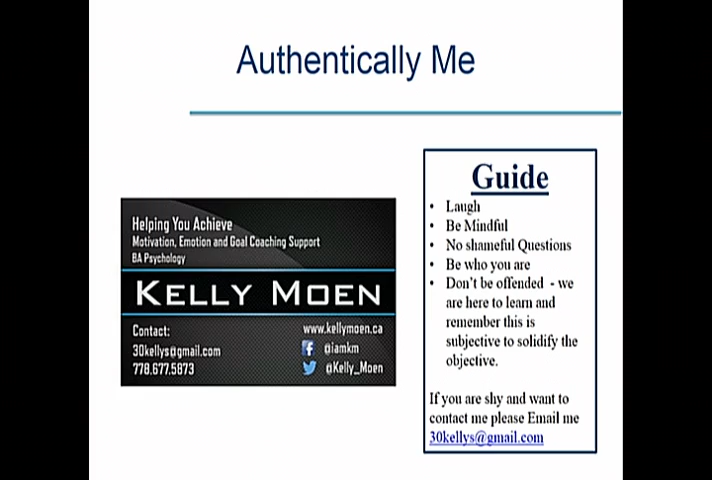 Authentically Me
Helping You Achieve
Motivation, Emotion and Goal Coaching Support
BA Psychology
KELLY MOEN
Contact:
30kellys@gmail.com
778.677.5873
www.kellymoen.ca
@iamkm
@Kelly_Moen
Guide
• Laugh
• Be Mindful
• No shameful Questions
• Be who you are
• Don't be offended - we
are here to learn and
remember this is
subjective to solidify the
objective.
If you are shy and want to
contact me please Email me
30kellys@gmail.com